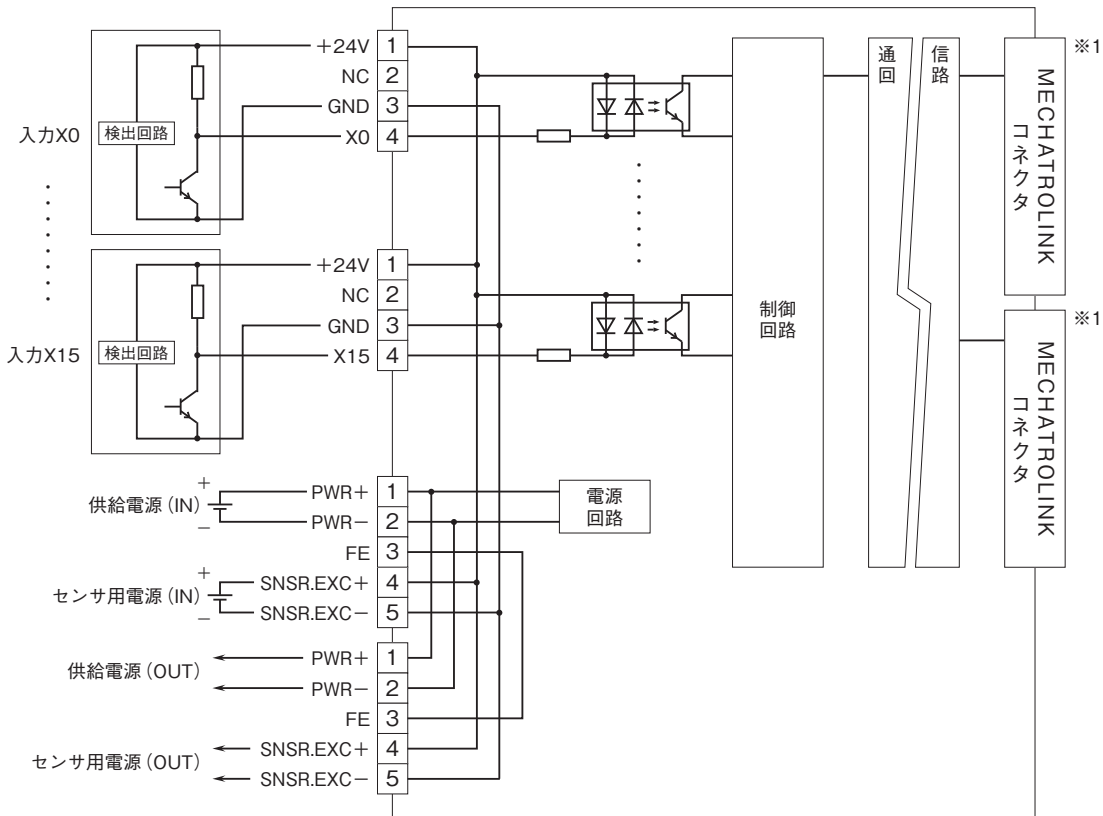 入力X0
検出回路
+24V 1
NC 2
GND 3
X0 4
入力X15
検出回路
+24V 1
NC 2
GND 3
X15 4
供給電源(IN)
+
−
PWR+ 1
PWR− 2
FE 3
センサ用電源(IN)
+
−
SNSR.EXC+ 4
SNSR.EXC− 5
供給電源(OUT)
PWR+ 1
PWR− 2
FE 3
センサ用電源(OUT)
SNSR.EXC+ 4
SNSR.EXC− 5
電源
回路
制御
回路
通信
回路
MECHATROLINK
コネクタ
※1
MECHATROLINK
コネクタ
※1